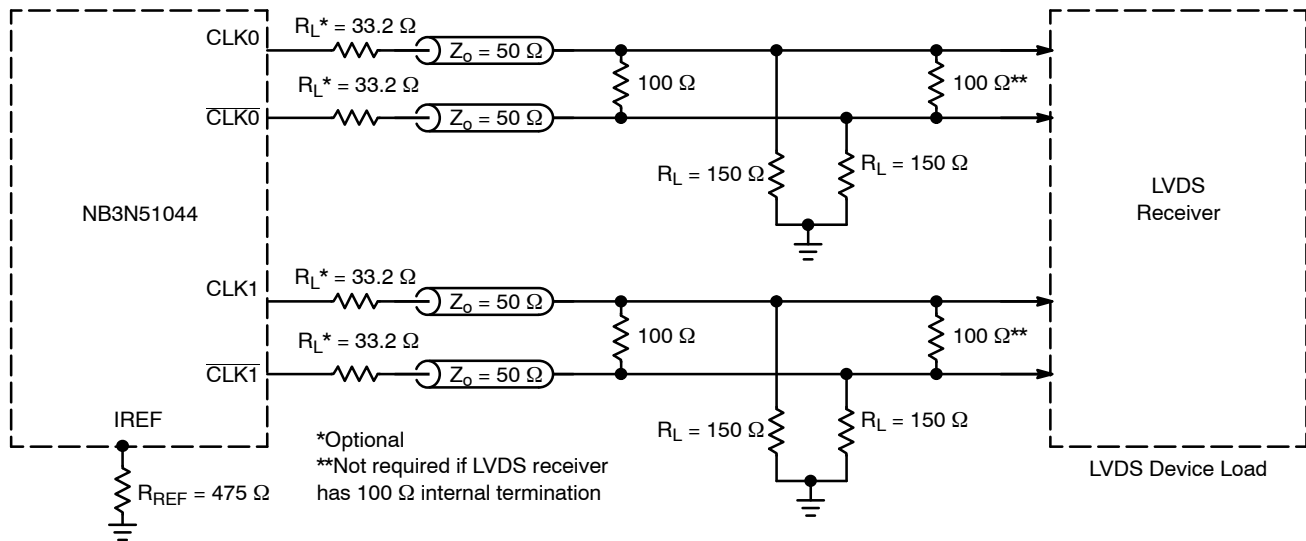 CLK0
R_L* = 33.2 Ω
Z_o = 50 Ω
R_L* = 33.2 Ω
100 Ω
100 Ω**
C̅L̅K̅0̅
Z_o = 50 Ω
R_L = 150 Ω
R_L = 150 Ω
NB3N51044
LVDS
Receiver
CLK1
R_L* = 33.2 Ω
Z_o = 50 Ω
R_L* = 33.2 Ω
100 Ω
100 Ω**
C̅L̅K̅1̅
Z_o = 50 Ω
IREF
R_L = 150 Ω
R_L = 150 Ω
*Optional
**Not required if LVDS receiver
has 100 Ω internal termination
LVDS Device Load
R_REF = 475 Ω